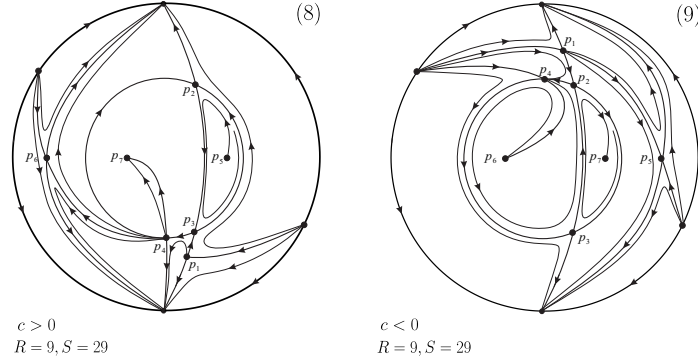 (8)
p₂
p₆
p₇
p₅
p₃
p₄
p₁
c > 0
R = 9, S = 29
(9)
p₁
p₄
p₂
p₆
p₇
p₅
p₃
c < 0
R = 9, S = 29